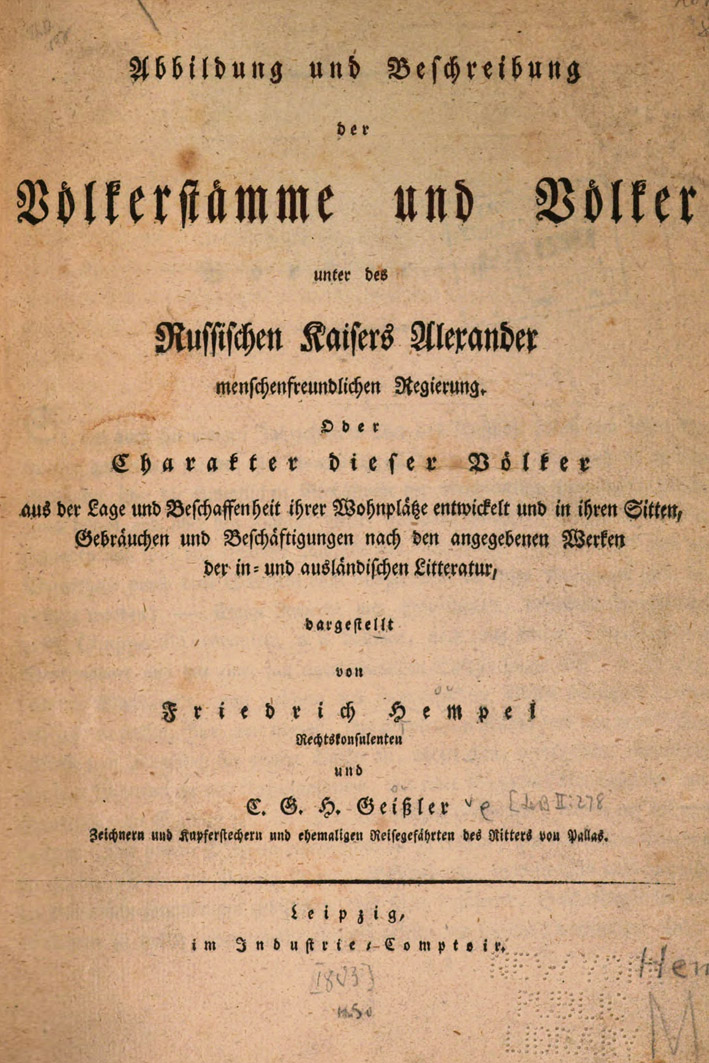 Abbildung und Beschreibung
der
Völkerstämme und Völker
unter des
Russischen Kaisers Alexander
menschenfreundlichen Regierung.
Oder
Charakter dieser Völker
aus der Lage und Beschaffenheit ihrer Wohnplätze entwickelt und in ihren Sitten,
Gebräuchen und Beschäftigungen nach den angegebenen Werken
der in- und ausländischen Litteratur,
dargestellt
von
Friedrich Hempel
Rechtskonsulenten
und
C. G. H. Geißler
Zeichnern und Kupferstechern und ehemaligen Reisegefährten des Ritters von Pallas.
Leipzig,
im Industrie-Comptoir.
[1803]
PUBLIC
LIBRARY